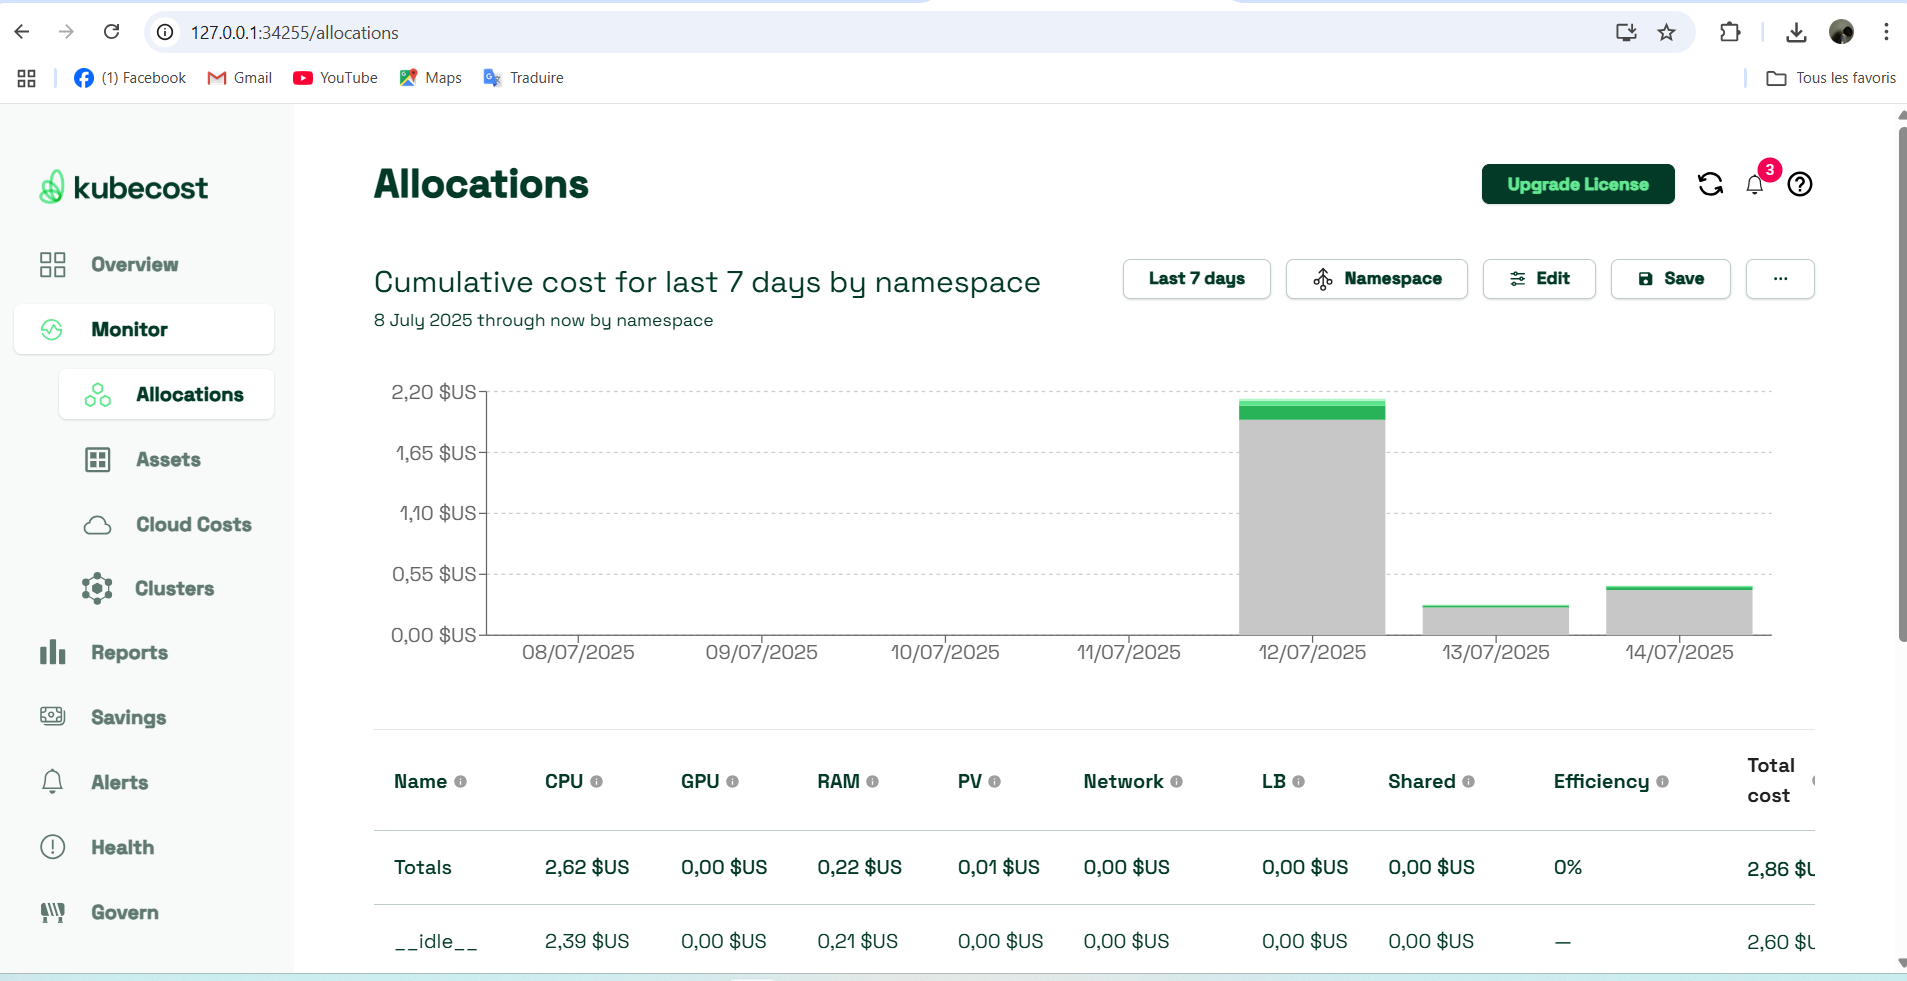 127.0.0.1:34255/allocations
(1) Facebook Gmail YouTube Maps Traduire Tous les favoris
kubecost
Overview
Monitor
Allocations
Assets
Cloud Costs
Clusters
Reports
Savings
Alerts
Health
Govern
Allocations
Upgrade License
3
Cumulative cost for last 7 days by namespace
8 July 2025 through now by namespace
Last 7 days Namespace Edit Save ...
2,20 $US
1,65 $US
1,10 $US
0,55 $US
0,00 $US
08/07/2025 09/07/2025 10/07/2025 11/07/2025 12/07/2025 13/07/2025 14/07/2025
Name CPU GPU RAM PV Network LB Shared Efficiency Total cost
Totals 2,62 $US 0,00 $US 0,22 $US 0,01 $US 0,00 $US 0,00 $US 0,00 $US 0% 2,86 $U
__idle__ 2,39 $US 0,00 $US 0,21 $US 0,00 $US 0,00 $US 0,00 $US 0,00 $US — 2,60 $U